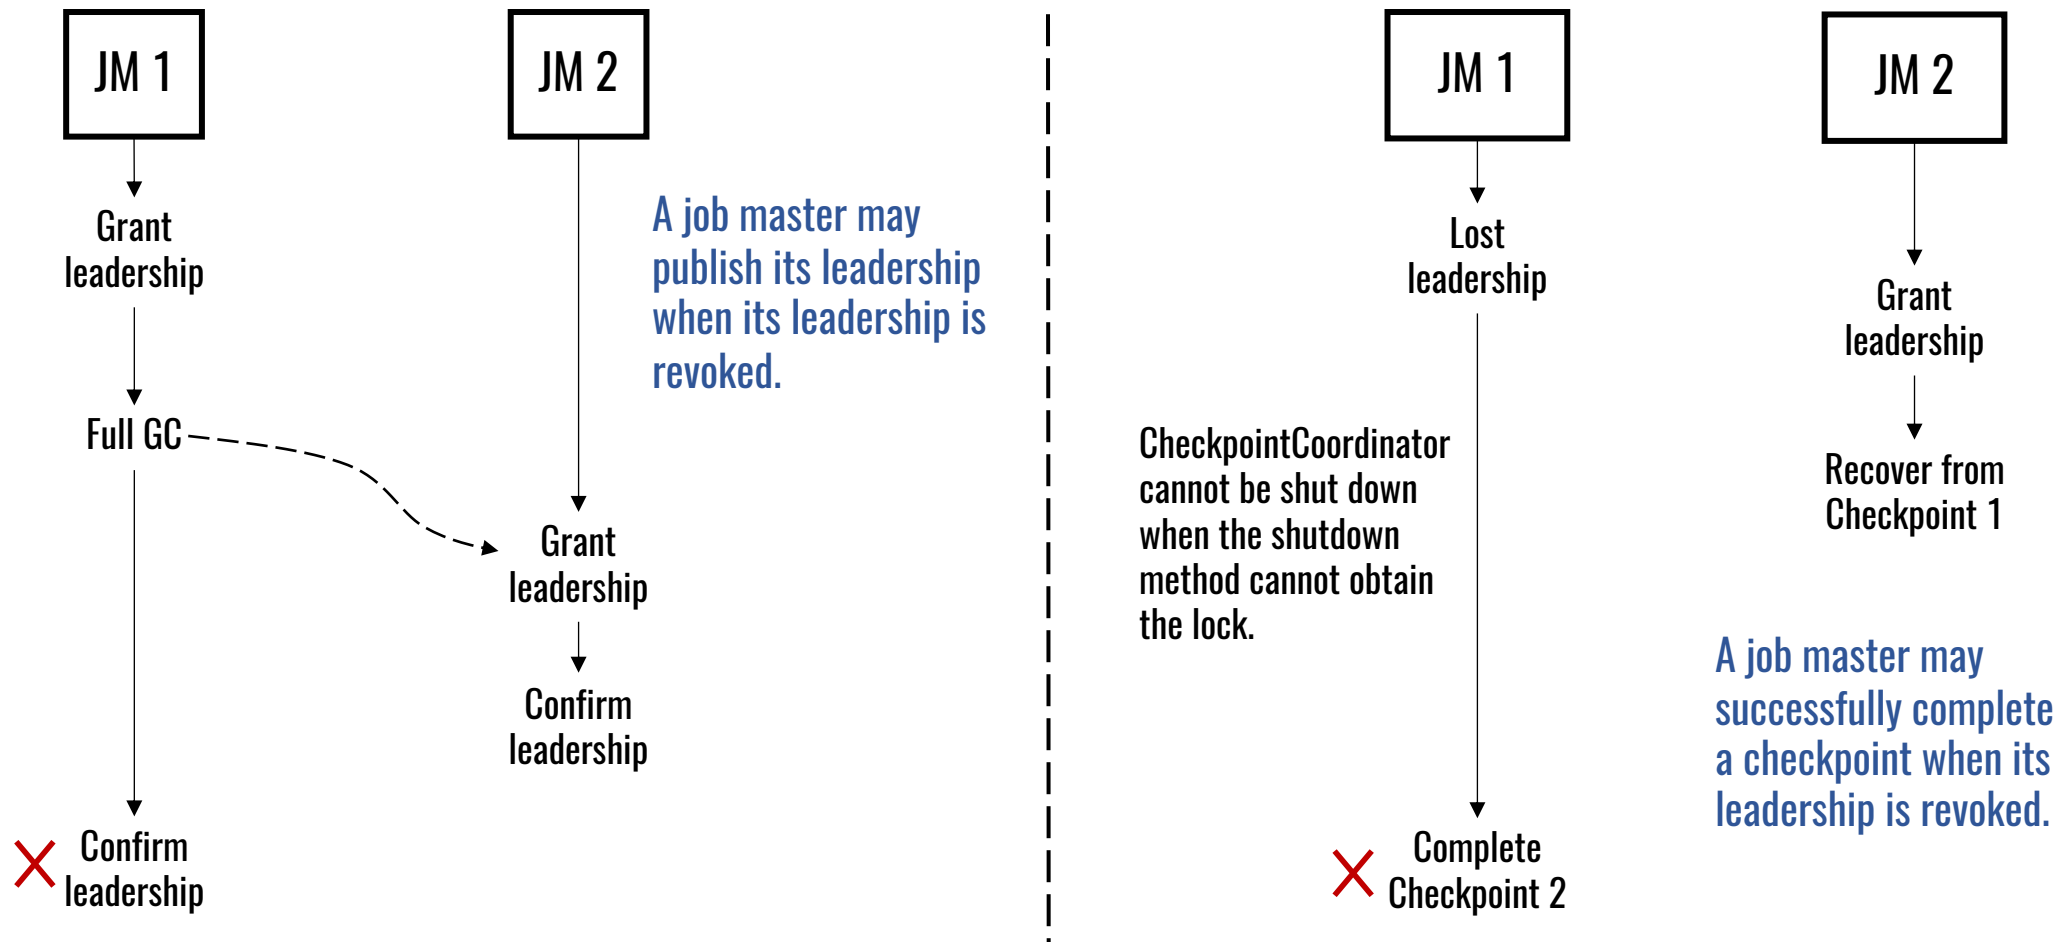 JM 1
JM 2
Grant
leadership
Full GC
Confirm
leadership
Grant
leadership
Confirm
leadership
A job master may
publish its leadership
when its leadership is
revoked.
JM 1
JM 2
Lost
leadership
CheckpointCoordinator
cannot be shut down
when the shutdown
method cannot obtain
the lock.
Complete
Checkpoint 2
Grant
leadership
Recover from
Checkpoint 1
A job master may
successfully complete
a checkpoint when its
leadership is revoked.